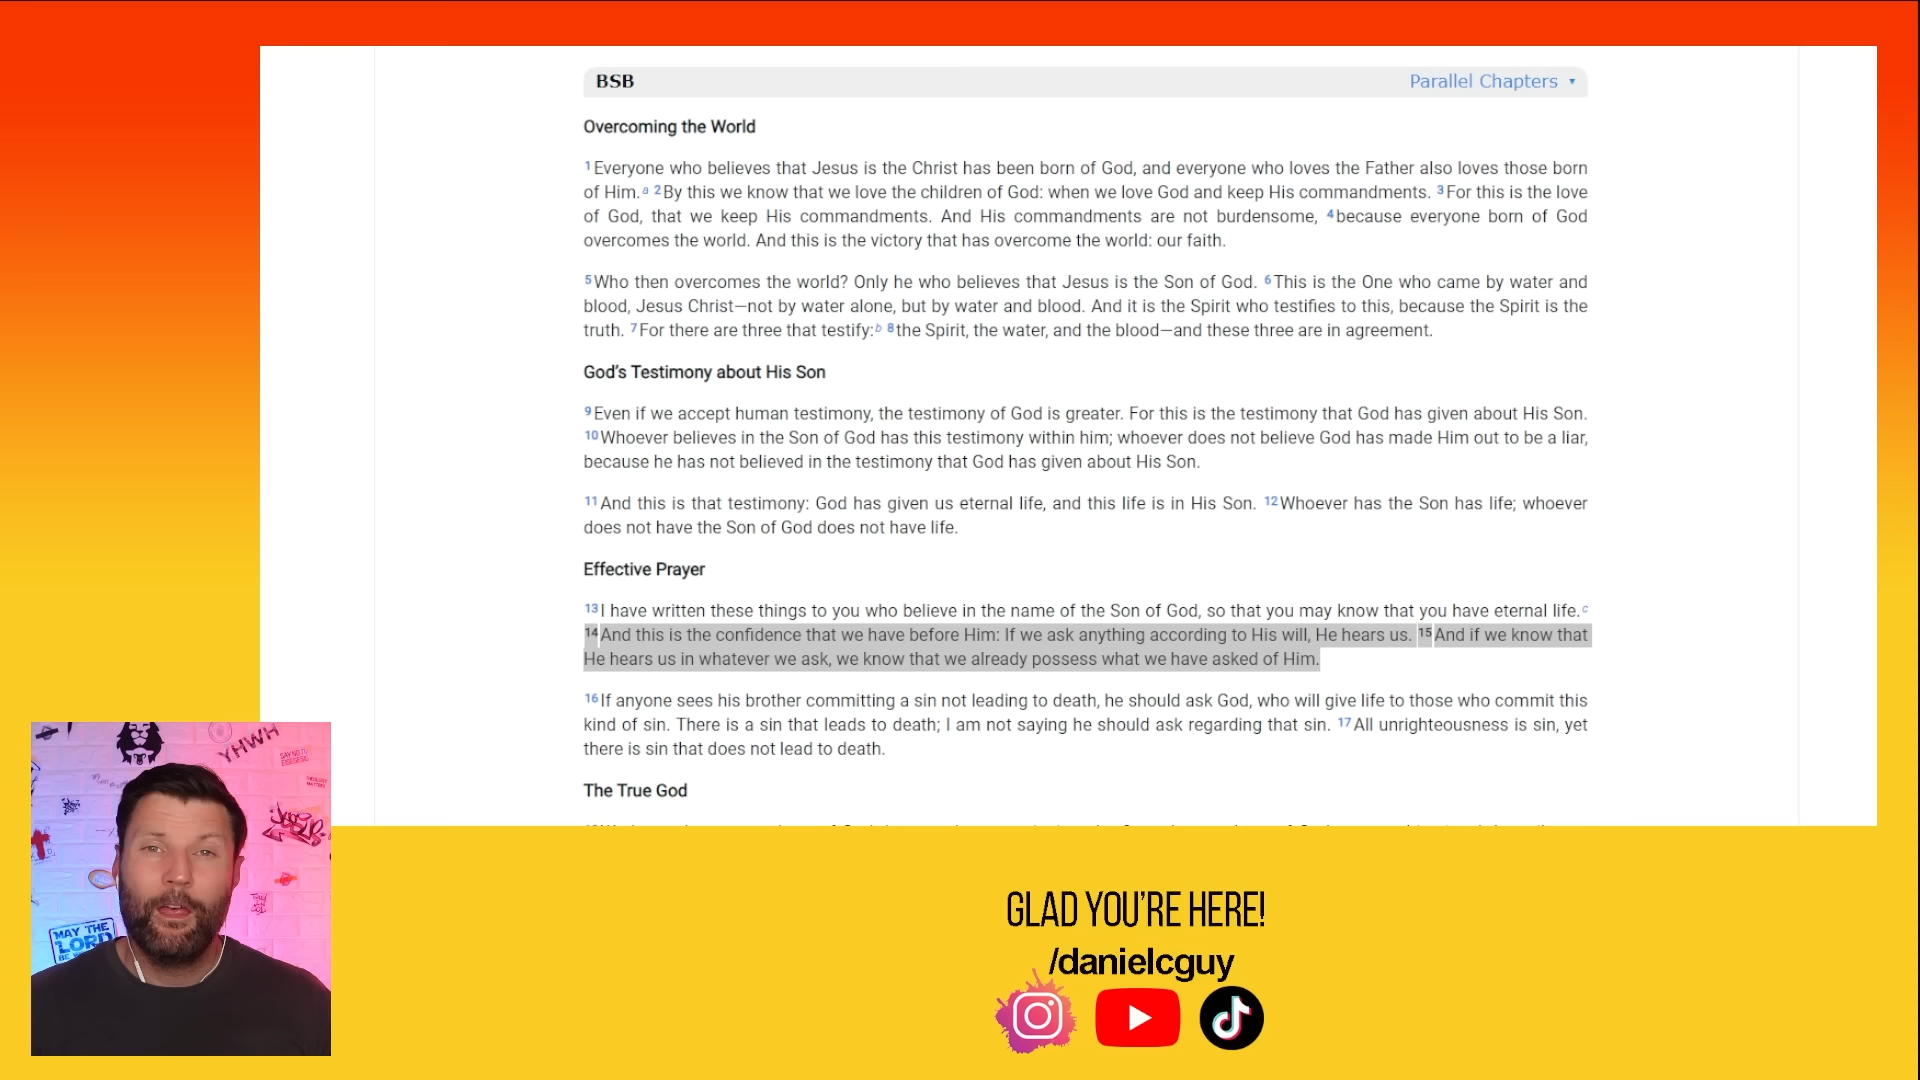 BSB
Parallel Chapters ▾
Overcoming the World
1 Everyone who believes that Jesus is the Christ has been born of God, and everyone who loves the Father also loves those born
of Him. a 2 By this we know that we love the children of God: when we love God and keep His commandments. 3 For this is the love
of God, that we keep His commandments. And His commandments are not burdensome, 4 because everyone born of God
overcomes the world. And this is the victory that has overcome the world: our faith.
5 Who then overcomes the world? Only he who believes that Jesus is the Son of God. 6 This is the One who came by water and
blood, Jesus Christ—not by water alone, but by water and blood. And it is the Spirit who testifies to this, because the Spirit is the
truth. 7 For there are three that testify: b 8 the Spirit, the water, and the blood—and these three are in agreement.
God's Testimony about His Son
9 Even if we accept human testimony, the testimony of God is greater. For this is the testimony that God has given about His Son.
10 Whoever believes in the Son of God has this testimony within him; whoever does not believe God has made Him out to be a liar,
because he has not believed in the testimony that God has given about His Son.
11 And this is that testimony: God has given us eternal life, and this life is in His Son. 12 Whoever has the Son has life; whoever
does not have the Son of God does not have life.
Effective Prayer
13 I have written these things to you who believe in the name of the Son of God, so that you may know that you have eternal life. c
14 And this is the confidence that we have before Him: If we ask anything according to His will, He hears us. 15 And if we know that
He hears us in whatever we ask, we know that we already possess what we have asked of Him.
16 If anyone sees his brother committing a sin not leading to death, he should ask God, who will give life to those who commit this
kind of sin. There is a sin that leads to death; I am not saying he should ask regarding that sin. 17 All unrighteousness is sin, yet
there is sin that does not lead to death.
The True God
YHWH
MAY THE
LORD
BE
GLAD YOU'RE HERE!
/danielcguy